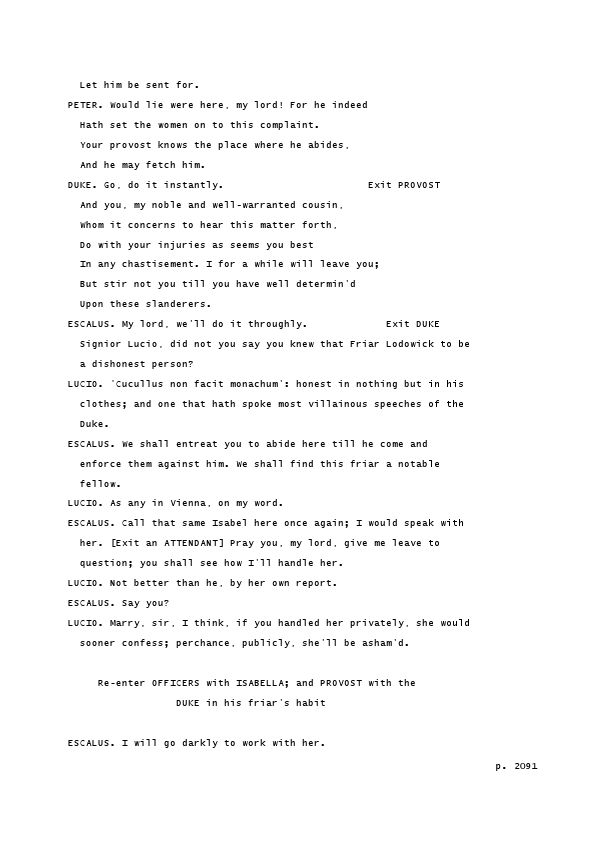 Let him be sent for.
PETER. Would lie were here, my lord! For he indeed
Hath set the women on to this complaint.
Your provost knows the place where he abides,
And he may fetch him.
DUKE. Go, do it instantly. Exit PROVOST
And you, my noble and well-warranted cousin,
Whom it concerns to hear this matter forth,
Do with your injuries as seems you best
In any chastisement. I for a while will leave you;
But stir not you till you have well determin'd
Upon these slanderers.
ESCALUS. My lord, we'll do it throughly. Exit DUKE
Signior Lucio, did not you say you knew that Friar Lodowick to be
a dishonest person?
LUCIO. 'Cucullus non facit monachum': honest in nothing but in his
clothes; and one that hath spoke most villainous speeches of the
Duke.
ESCALUS. We shall entreat you to abide here till he come and
enforce them against him. We shall find this friar a notable
fellow.
LUCIO. As any in Vienna, on my word.
ESCALUS. Call that same Isabel here once again; I would speak with
her. [Exit an ATTENDANT] Pray you, my lord, give me leave to
question; you shall see how I'll handle her.
LUCIO. Not better than he, by her own report.
ESCALUS. Say you?
LUCIO. Marry, sir, I think, if you handled her privately, she would
sooner confess; perchance, publicly, she'll be asham'd.
Re-enter OFFICERS with ISABELLA; and PROVOST with the
DUKE in his friar's habit
ESCALUS. I will go darkly to work with her.
p. 2091